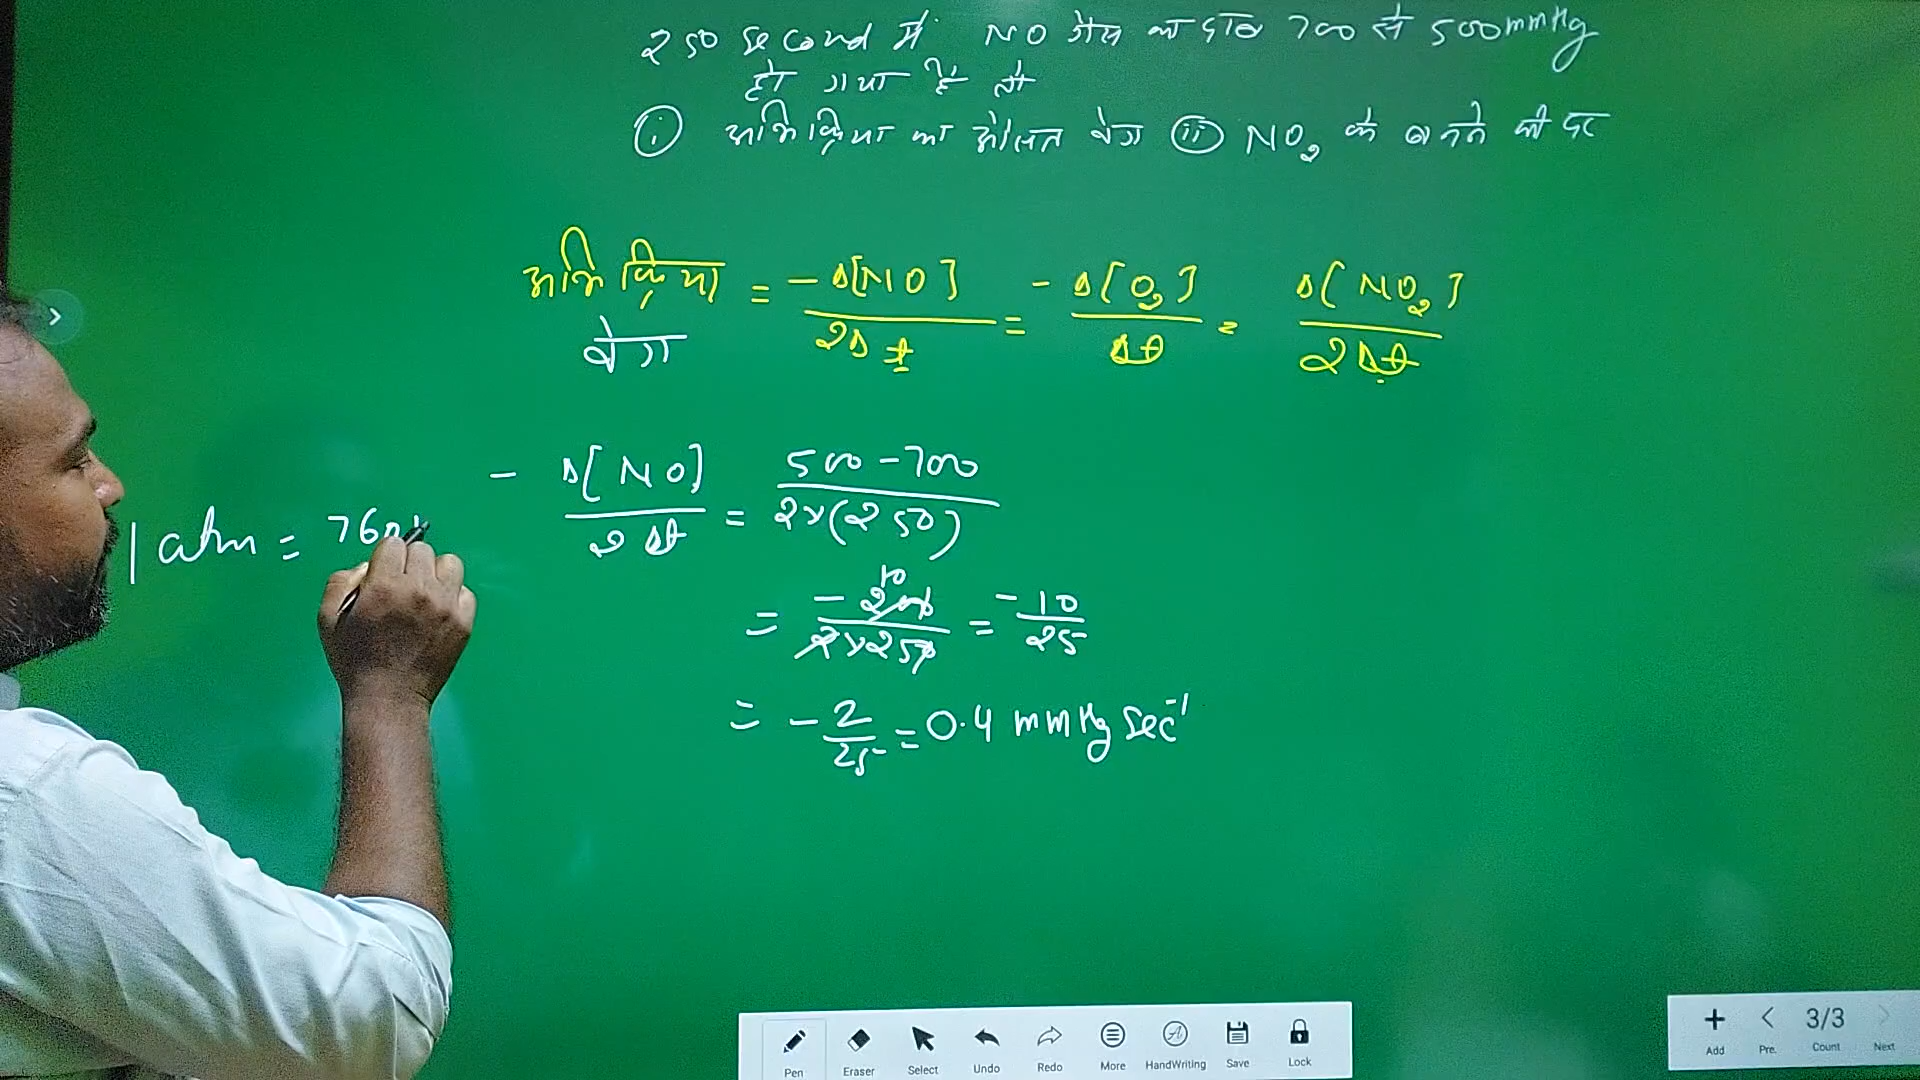 250 second में NO गैस का दाब 700 से 500mmHg
हो गया है तो
(i) अभिक्रिया का औसत वेग (ii) NO₂ के बनने की दर
अभिक्रिया वेग = -Δ[NO]/2Δt = -Δ[O₂]/Δt = Δ[NO₂]/2Δt
-Δ[NO]/2Δt = 500-700/2×(250)
1 atm = 760
= -200/2×250 = -10/25
10
= -2/25 = 0.4 mmHg sec⁻¹
Pen Eraser Select Undo Redo More HandWriting Save Lock
3/3
Add Pre. Count Next